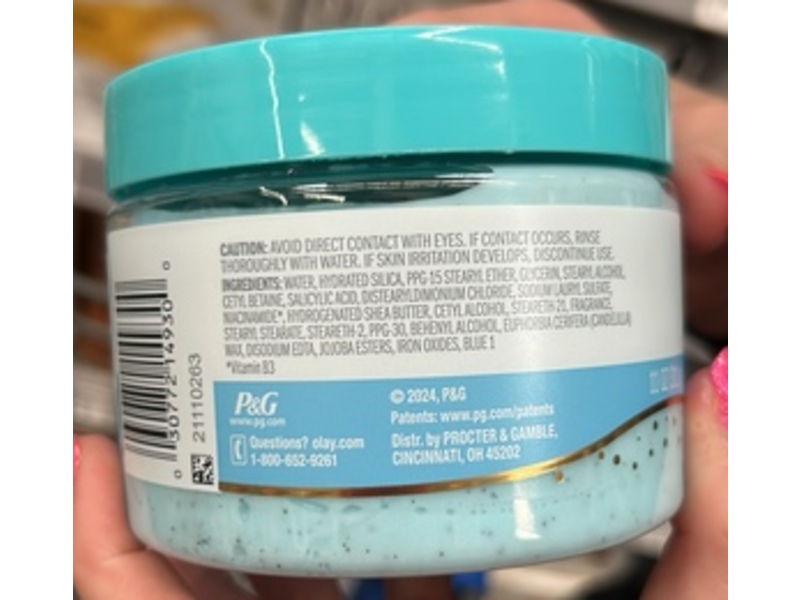 CAUTION: AVOID DIRECT CONTACT WITH EYES. IF CONTACT OCCURS, RINSE
THOROUGHLY WITH WATER. IF SKIN IRRITATION DEVELOPS, DISCONTINUE USE.
INGREDIENTS: WATER, HYDRATED SILICA, PPG-15 STEARYL ETHER, GLYCERIN, STEARYL ALCOHOL,
CETYL BETAINE, SALICYLIC ACID, DISTEARYLDIMONIUM CHLORIDE, SODIUM LAURYL SULFATE,
NIACINAMIDE*, HYDROGENATED SHEA BUTTER, CETYL ALCOHOL, STEARETH-21, FRAGRANCE,
STEARYL STEARATE, STEARETH-2, PPG-30, BEHENYL ALCOHOL, EUPHORBIA CERIFERA (CANDELILLA)
WAX, DISODIUM EDTA, JOJOBA ESTERS, IRON OXIDES, BLUE 1
*Vitamin B3
P&G
www.pg.com
Questions? olay.com
1-800-652-9261
© 2024, P&G
Patents: www.pg.com/patents
Distr. by PROCTER & GAMBLE,
CINCINNATI, OH 45202
0 30772 14930 0
21110263